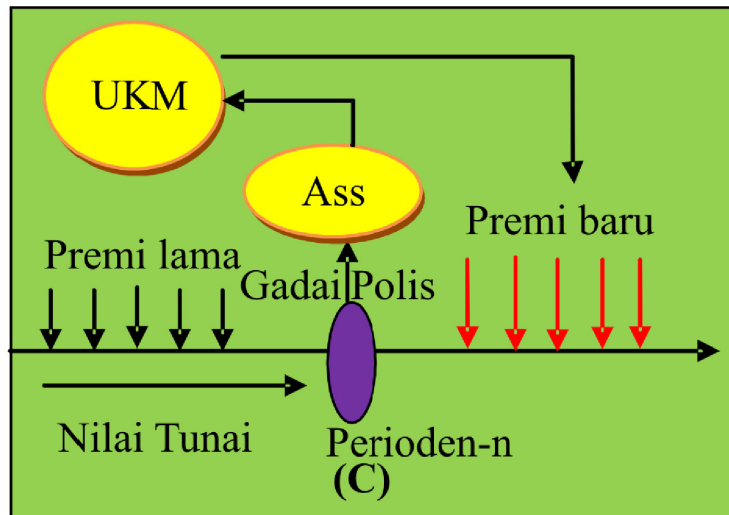 UKM
Ass
Premi baru
Premi lama
Gadai Polis
Nilai Tunai
Perioden-n
(C)